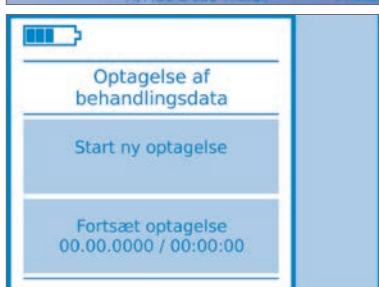 Optagelse af
behandlingsdata
Start ny optagelse
Fortsæt optagelse
00.00.0000 / 00:00:00